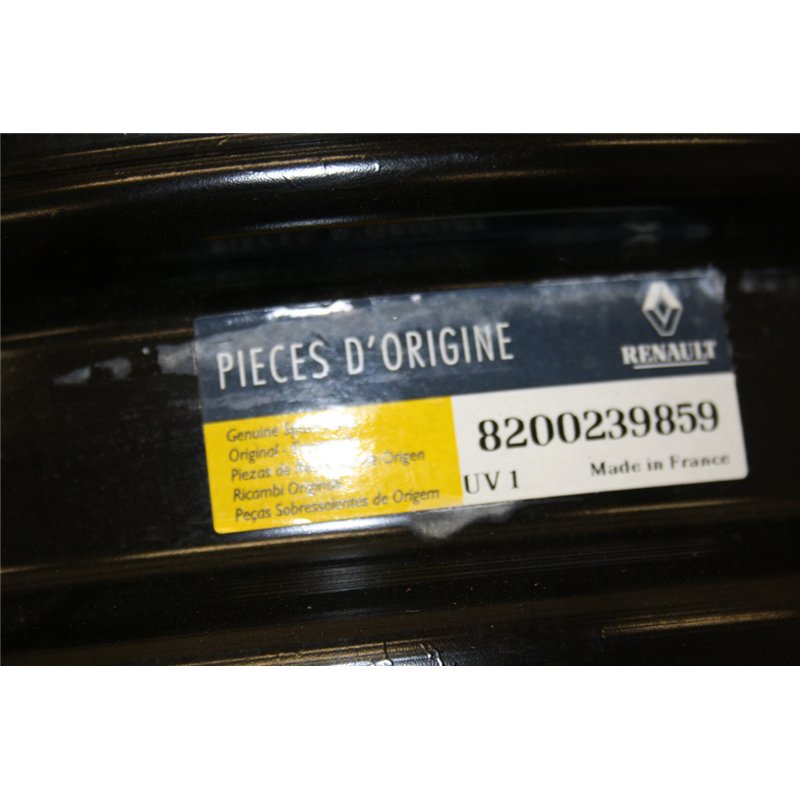 PIECES D'ORIGINE
RENAULT
Genuine
Original
Piezas de Origen
Ricambi Original
Peças Sobresselentes de Origem
8200239859
UV 1
Made in France